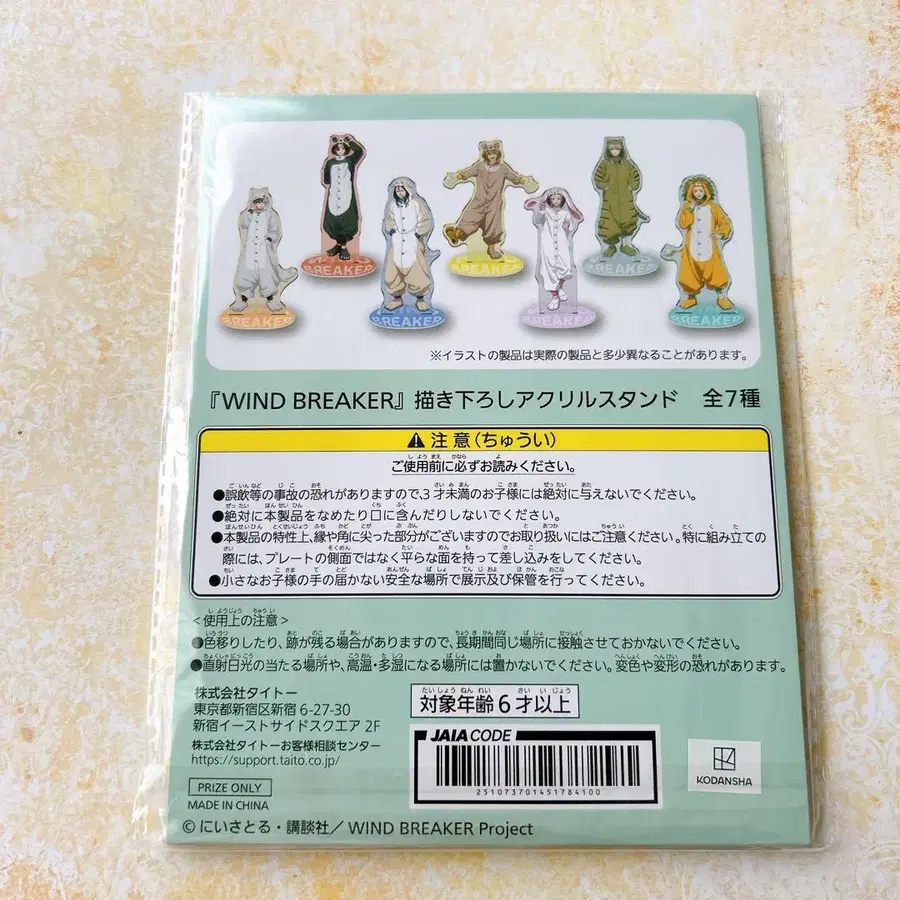 BREAKER
BREAKER
BREAKER
BREAKER
BREAKER
BREAKER
BREAKER
※イラストの製品は実際の製品と多少異なることがあります。
『WIND BREAKER』描き下ろしアクリルスタンド 全7種
⚠注意(ちゅうい)
ご使用前に必ずお読みください。
●誤飲等の事故の恐れがありますので、3才未満のお子様には絶対に与えないでください。
●絶対に本製品をなめたり口に含んだりしないでください。
●本製品の特性上、縁や角に尖った部分がございますのでお取り扱いにはご注意ください。特に組み立ての
際には、プレートの側面ではなく平らな面を持って差し込みをしてください。
●小さなお子様の手の届かない安全な場所で展示及び保管を行ってください。
<使用上の注意>
●色移りしたり、跡が残る場合がありますので、長期間同じ場所に接触させておかないでください。
●直射日光の当たる場所や、高温・多湿になる場所には置かないでください。変色や変形の恐れがあります。
株式会社タイトー
東京都新宿区新宿 6-27-30
新宿イーストサイドスクエア 2F
株式会社タイトーお客様相談センター
https://support.taito.co.jp/
対象年齢6才以上
JAIA CODE
251073701451784100
KODANSHA
PRIZE ONLY
MADE IN CHINA
© にいさとる・講談社/ WIND BREAKER Project